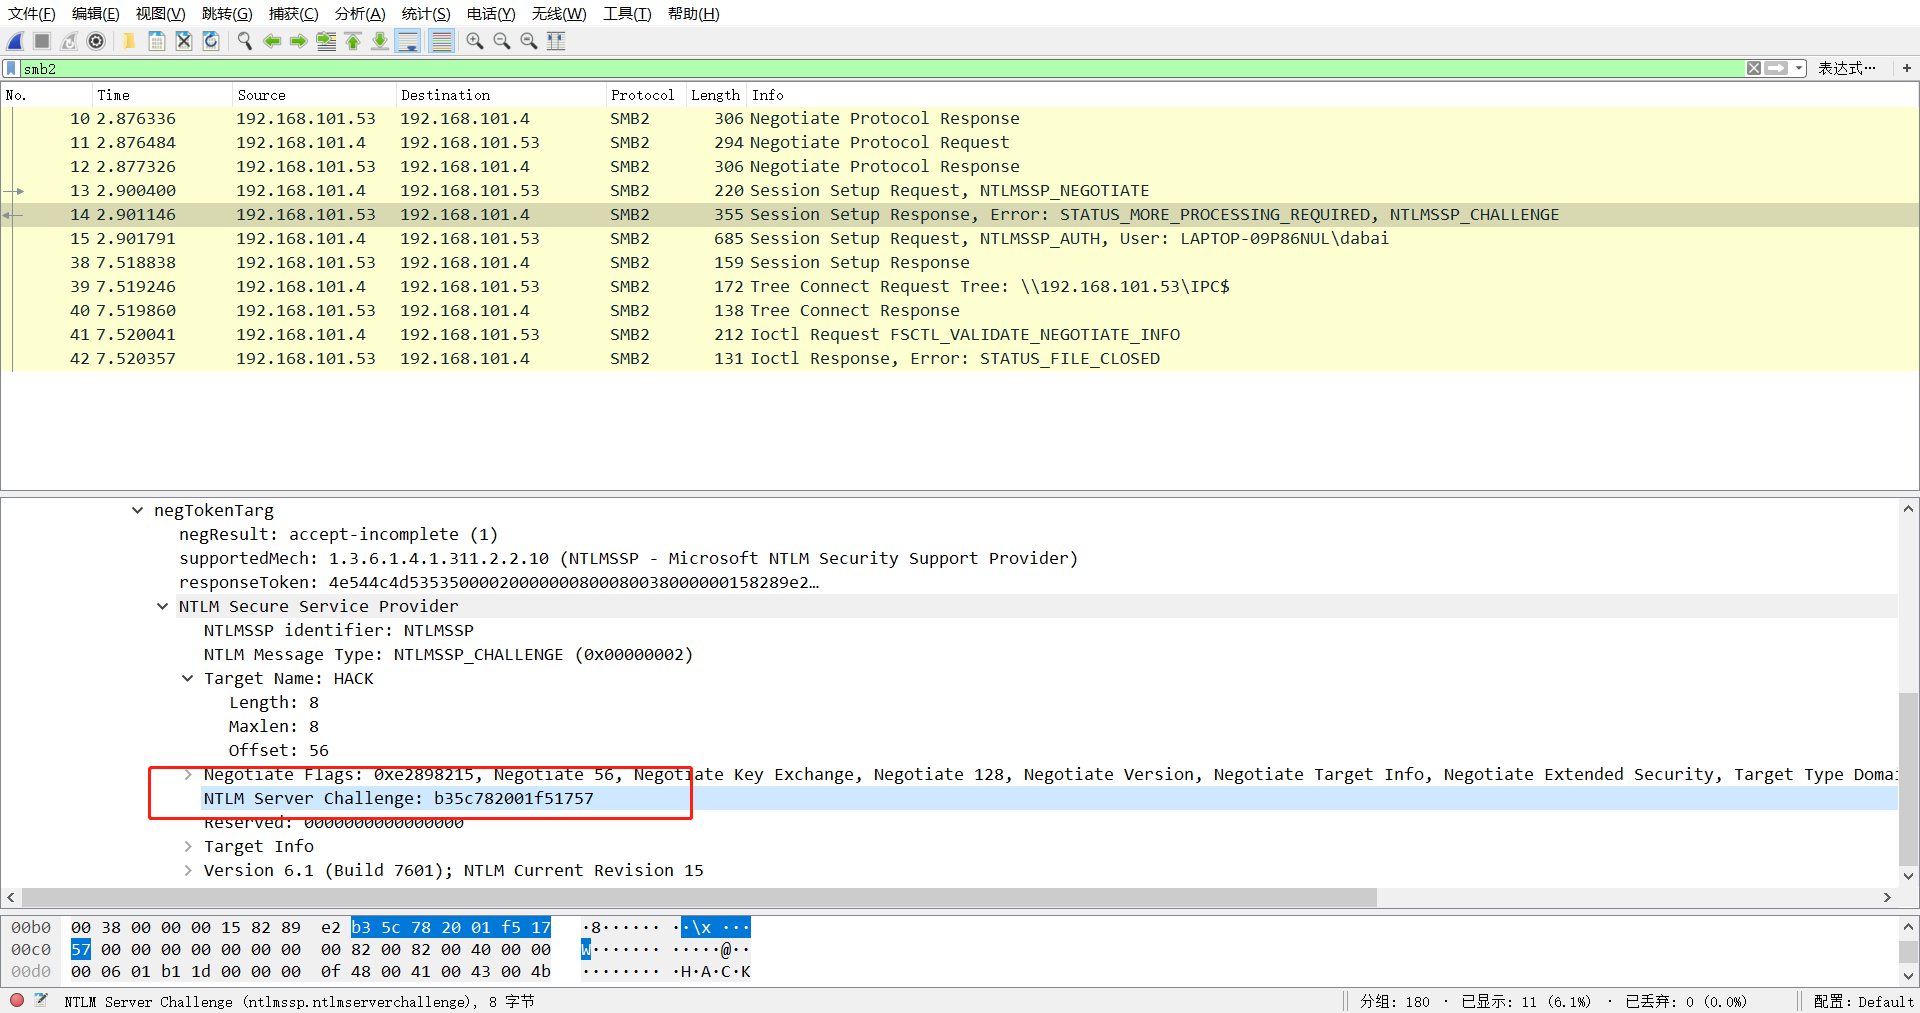 文件(F) 编辑(E) 视图(V) 跳转(G) 捕获(C) 分析(A) 统计(S) 电话(Y) 无线(W) 工具(T) 帮助(H)
smb2 表达式…  +
No. Time Source Destination Protocol Length Info
10 2.876336 192.168.101.53 192.168.101.4 SMB2 306 Negotiate Protocol Response
11 2.876484 192.168.101.4 192.168.101.53 SMB2 294 Negotiate Protocol Request
12 2.877326 192.168.101.53 192.168.101.4 SMB2 306 Negotiate Protocol Response
13 2.900400 192.168.101.4 192.168.101.53 SMB2 220 Session Setup Request, NTLMSSP_NEGOTIATE
14 2.901146 192.168.101.53 192.168.101.4 SMB2 355 Session Setup Response, Error: STATUS_MORE_PROCESSING_REQUIRED, NTLMSSP_CHALLENGE
15 2.901791 192.168.101.4 192.168.101.53 SMB2 685 Session Setup Request, NTLMSSP_AUTH, User: LAPTOP-09P86NUL\dabai
38 7.518838 192.168.101.53 192.168.101.4 SMB2 159 Session Setup Response
39 7.519246 192.168.101.4 192.168.101.53 SMB2 172 Tree Connect Request Tree: \\192.168.101.53\IPC$
40 7.519860 192.168.101.53 192.168.101.4 SMB2 138 Tree Connect Response
41 7.520041 192.168.101.4 192.168.101.53 SMB2 212 Ioctl Request FSCTL_VALIDATE_NEGOTIATE_INFO
42 7.520357 192.168.101.53 192.168.101.4 SMB2 131 Ioctl Response, Error: STATUS_FILE_CLOSED
negTokenTarg
negResult: accept-incomplete (1)
supportedMech: 1.3.6.1.4.1.311.2.2.10 (NTLMSSP - Microsoft NTLM Security Support Provider)
responseToken: 4e544c4d53535000020000000800080038000000158289e2…
NTLM Secure Service Provider
NTLMSSP identifier: NTLMSSP
NTLM Message Type: NTLMSSP_CHALLENGE (0x00000002)
Target Name: HACK
Length: 8
Maxlen: 8
Offset: 56
Negotiate Flags: 0xe2898215, Negotiate 56, Negotiate Key Exchange, Negotiate 128, Negotiate Version, Negotiate Target Info, Negotiate Extended Security, Target Type Domai
NTLM Server Challenge: b35c782001f51757
Reserved: 0000000000000000
Target Info
Version 6.1 (Build 7601); NTLM Current Revision 15
00b0 00 38 00 00 00 15 82 89 e2 b3 5c 78 20 01 f5 17 ·8······ ··\x ···
00c0 57 00 00 00 00 00 00 00 00 82 00 82 00 40 00 00 00 W······· ·····@··
00d0 00 06 01 b1 1d 00 00 00 0f 48 00 41 00 43 00 4b ········ ·H·A·C·K
NTLM Server Challenge (ntlmssp.ntlmserverchallenge), 8 字节 分组: 180 · 已显示: 11 (6.1%) · 已丢弃: 0 (0.0%) 配置: Default